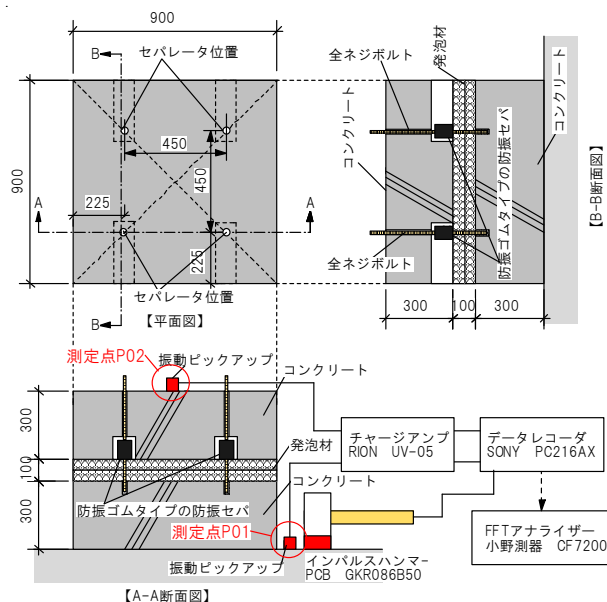 900
B
セパレータ位置
450
450
225
225
900
A
A
セパレータ位置
B
【平面図】
発泡材
全ネジボルト
コンクリート
コンクリート
防振ゴムタイプの防振セパ
全ネジボルト
300
100
300
【B-B断面図】
測定点P02
振動ピックアップ
コンクリート
300
100
300
発泡材
コンクリート
防振ゴムタイプの防振セパ
測定点P01
振動ピックアップ
インパルスハンマー
PCB GKR086B50
【A-A断面図】
チャージアンプ
RION UV-05
データレコーダ
SONY PC216AX
FFTアナライザー
小野測器 CF7200